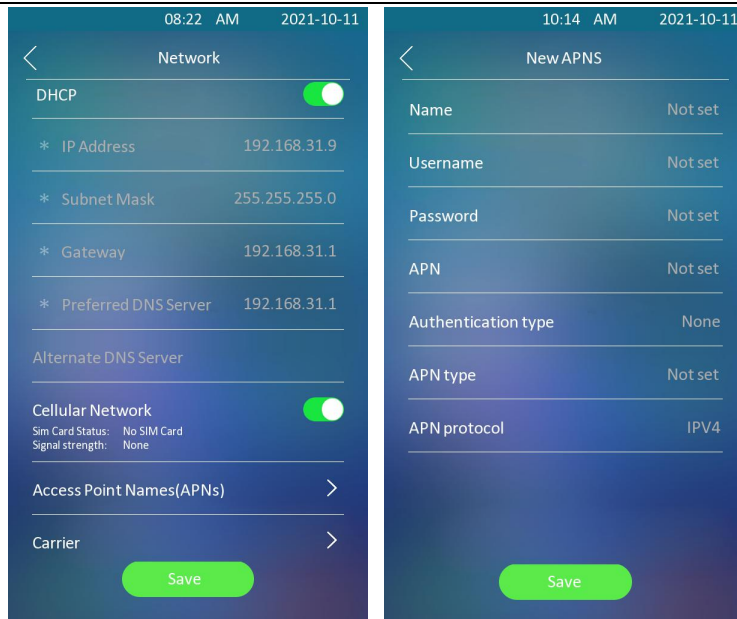 08:22 AM 2021-10-11
Network
DHCP
* IP Address 192.168.31.9
* Subnet Mask 255.255.255.0
* Gateway 192.168.31.1
* Preferred DNS Server 192.168.31.1
Alternate DNS Server
Cellular Network
Sim Card Status: No SIM Card
Signal strength: None
Access Point Names(APNs)
Carrier
Save
10:14 AM 2021-10-11
New APNS
Name Not set
Username Not set
Password Not set
APN Not set
Authentication type None
APN type Not set
APN protocol IPV4
Save